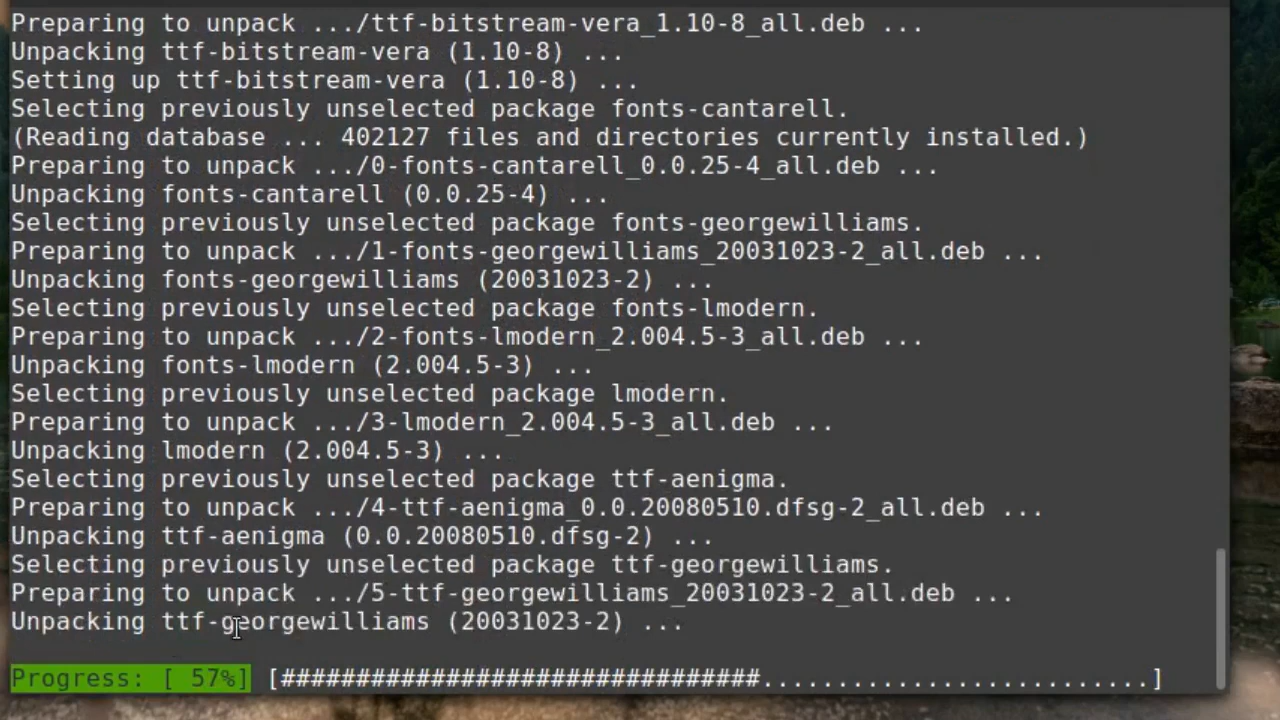 Preparing to unpack .../ttf-bitstream-vera_1.10-8_all.deb ...
Unpacking ttf-bitstream-vera (1.10-8) ...
Setting up ttf-bitstream-vera (1.10-8) ...
Selecting previously unselected package fonts-cantarell.
(Reading database ... 402127 files and directories currently installed.)
Preparing to unpack .../0-fonts-cantarell_0.0.25-4_all.deb ...
Unpacking fonts-cantarell (0.0.25-4) ...
Selecting previously unselected package fonts-georgewilliams.
Preparing to unpack .../1-fonts-georgewilliams_20031023-2_all.deb ...
Unpacking fonts-georgewilliams (20031023-2) ...
Selecting previously unselected package fonts-lmodern.
Preparing to unpack .../2-fonts-lmodern_2.004.5-3_all.deb ...
Unpacking fonts-lmodern (2.004.5-3) ...
Selecting previously unselected package lmodern.
Preparing to unpack .../3-lmodern_2.004.5-3_all.deb ...
Unpacking lmodern (2.004.5-3) ...
Selecting previously unselected package ttf-aenigma.
Preparing to unpack .../4-ttf-aenigma_0.0.20080510.dfsg-2_all.deb ...
Unpacking ttf-aenigma (0.0.20080510.dfsg-2) ...
Selecting previously unselected package ttf-georgewilliams.
Preparing to unpack .../5-ttf-georgewilliams_20031023-2_all.deb ...
Unpacking ttf-georgewilliams (20031023-2) ...
Progress: [ 57%] [################################..........................]